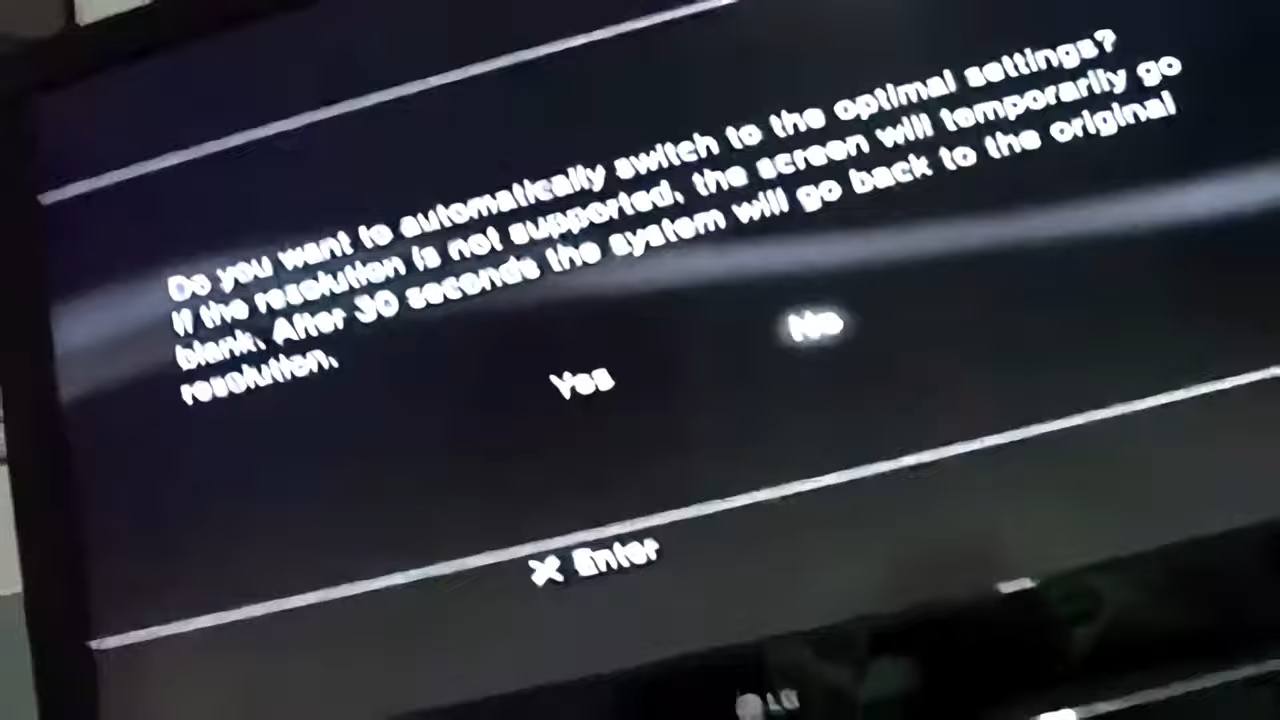 Do you want to automatically switch to the optimal settings?
If the resolution is not supported, the screen will temporarily go
blank. After 30 seconds the system will go back to the original
resolution.
Yes No
X Enter
LG